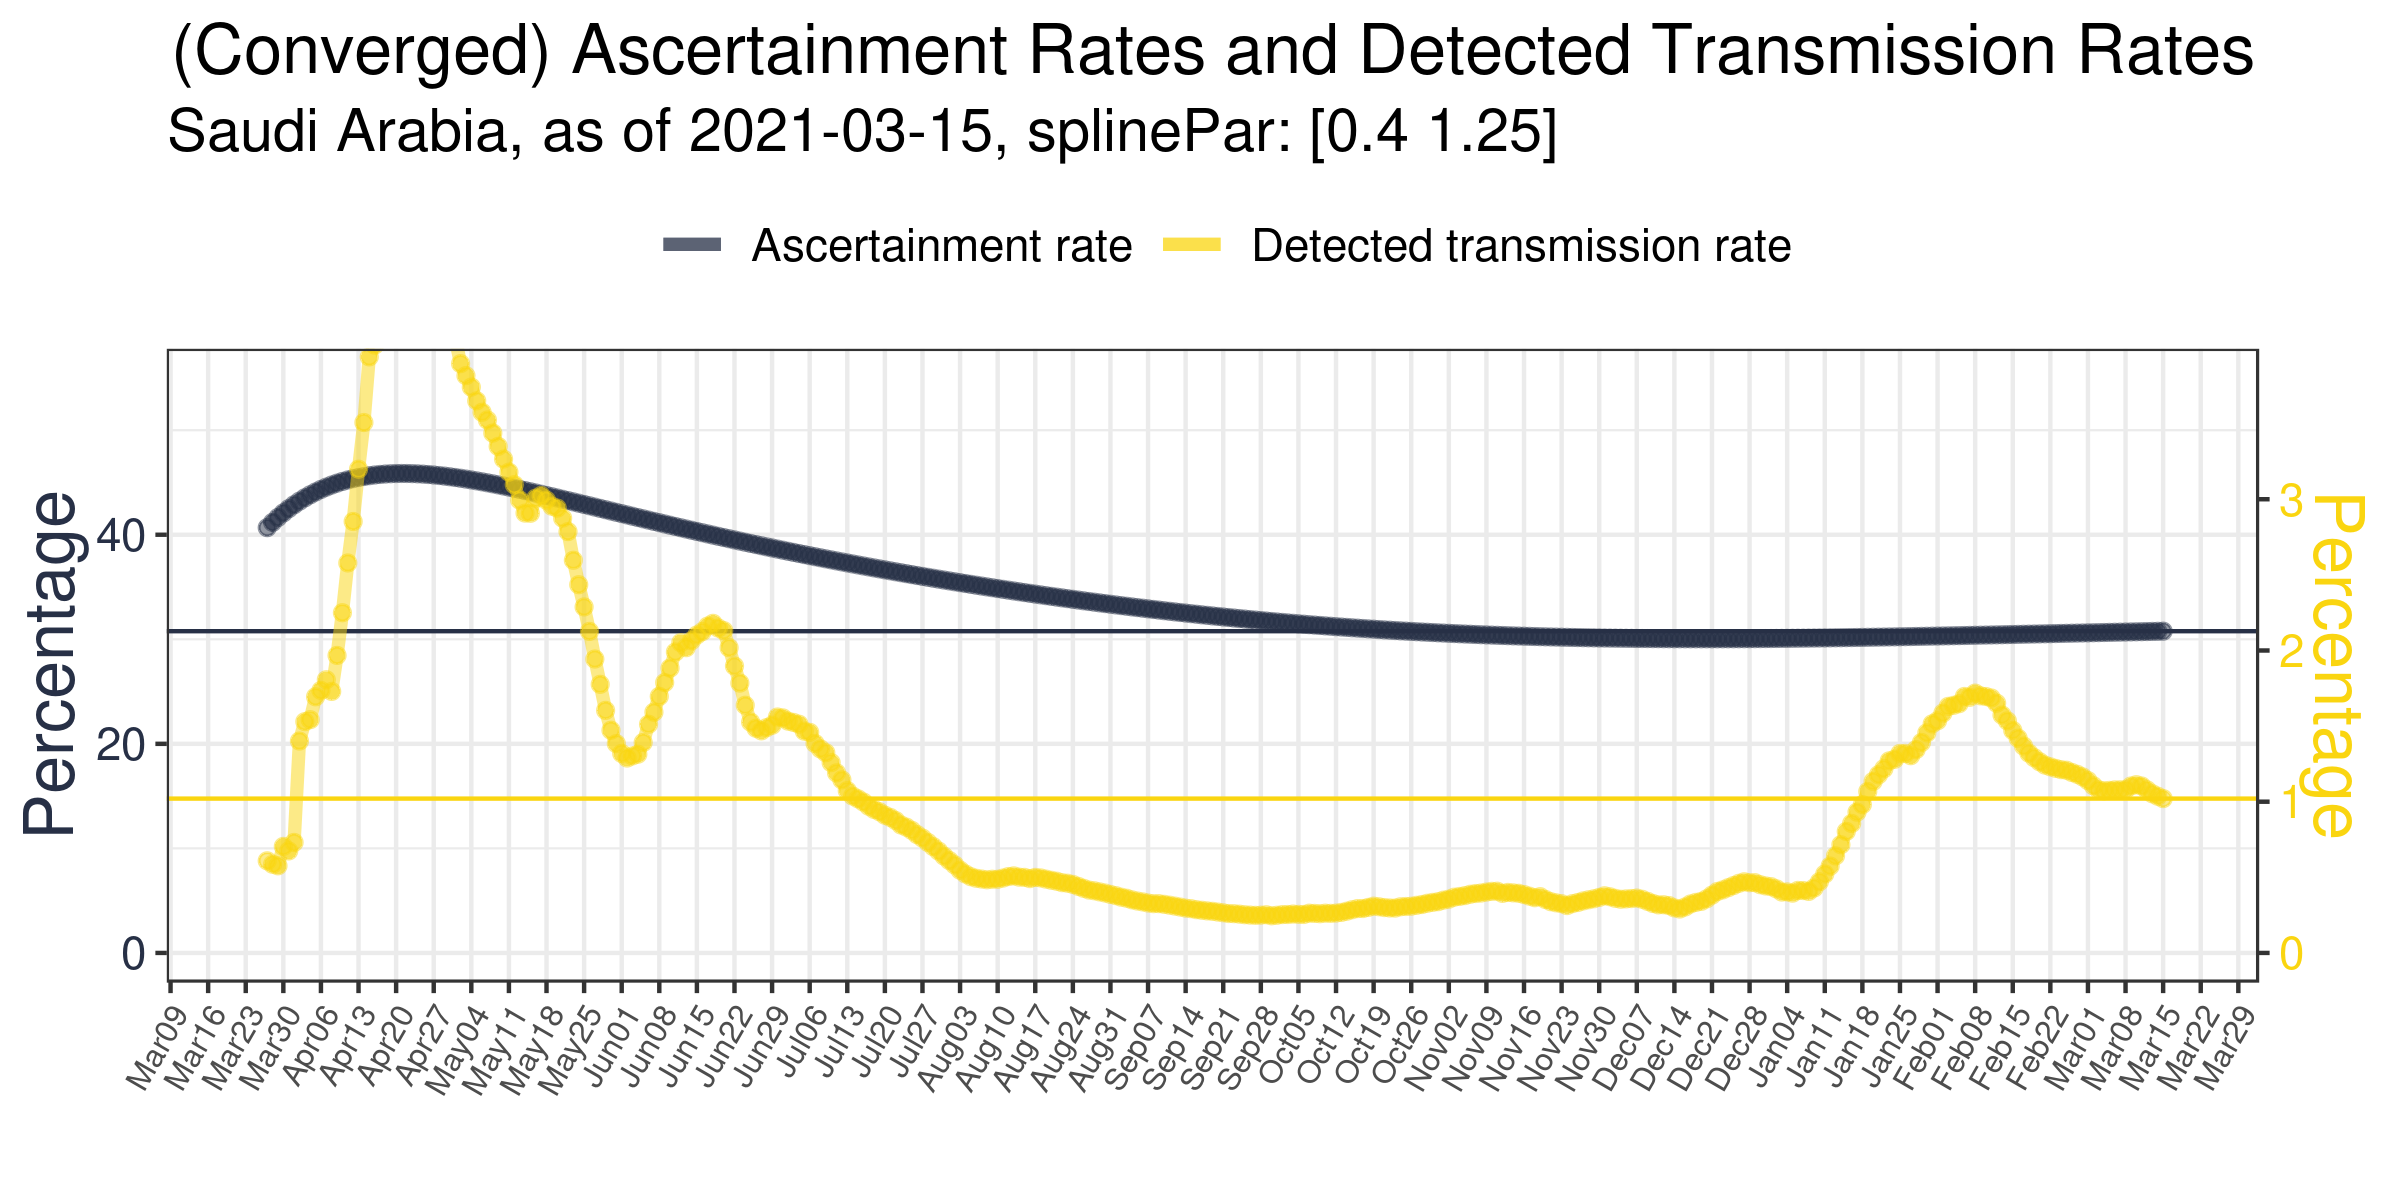 (Converged) Ascertainment Rates and Detected Transmission Rates
Saudi Arabia, as of 2021-03-15, splinePar: [0.4 1.25]
Ascertainment rate Detected transmission rate
Percentage
40
20
0
3
2
1
0
Percentage
Mar09 Mar16 Mar23 Mar30 Apr06 Apr13 Apr20 Apr27 May04 May11 May18 May25 Jun01 Jun08 Jun15 Jun22 Jun29 Jul06 Jul13 Jul20 Jul27 Aug03 Aug10 Aug17 Aug24 Aug31 Sep07 Sep14 Sep21 Sep28 Oct05 Oct12 Oct19 Oct26 Nov02 Nov09 Nov16 Nov23 Nov30 Dec07 Dec14 Dec21 Dec28 Jan04 Jan11 Jan18 Jan25 Feb01 Feb08 Feb15 Feb22 Mar01 Mar08 Mar15 Mar22 Mar29